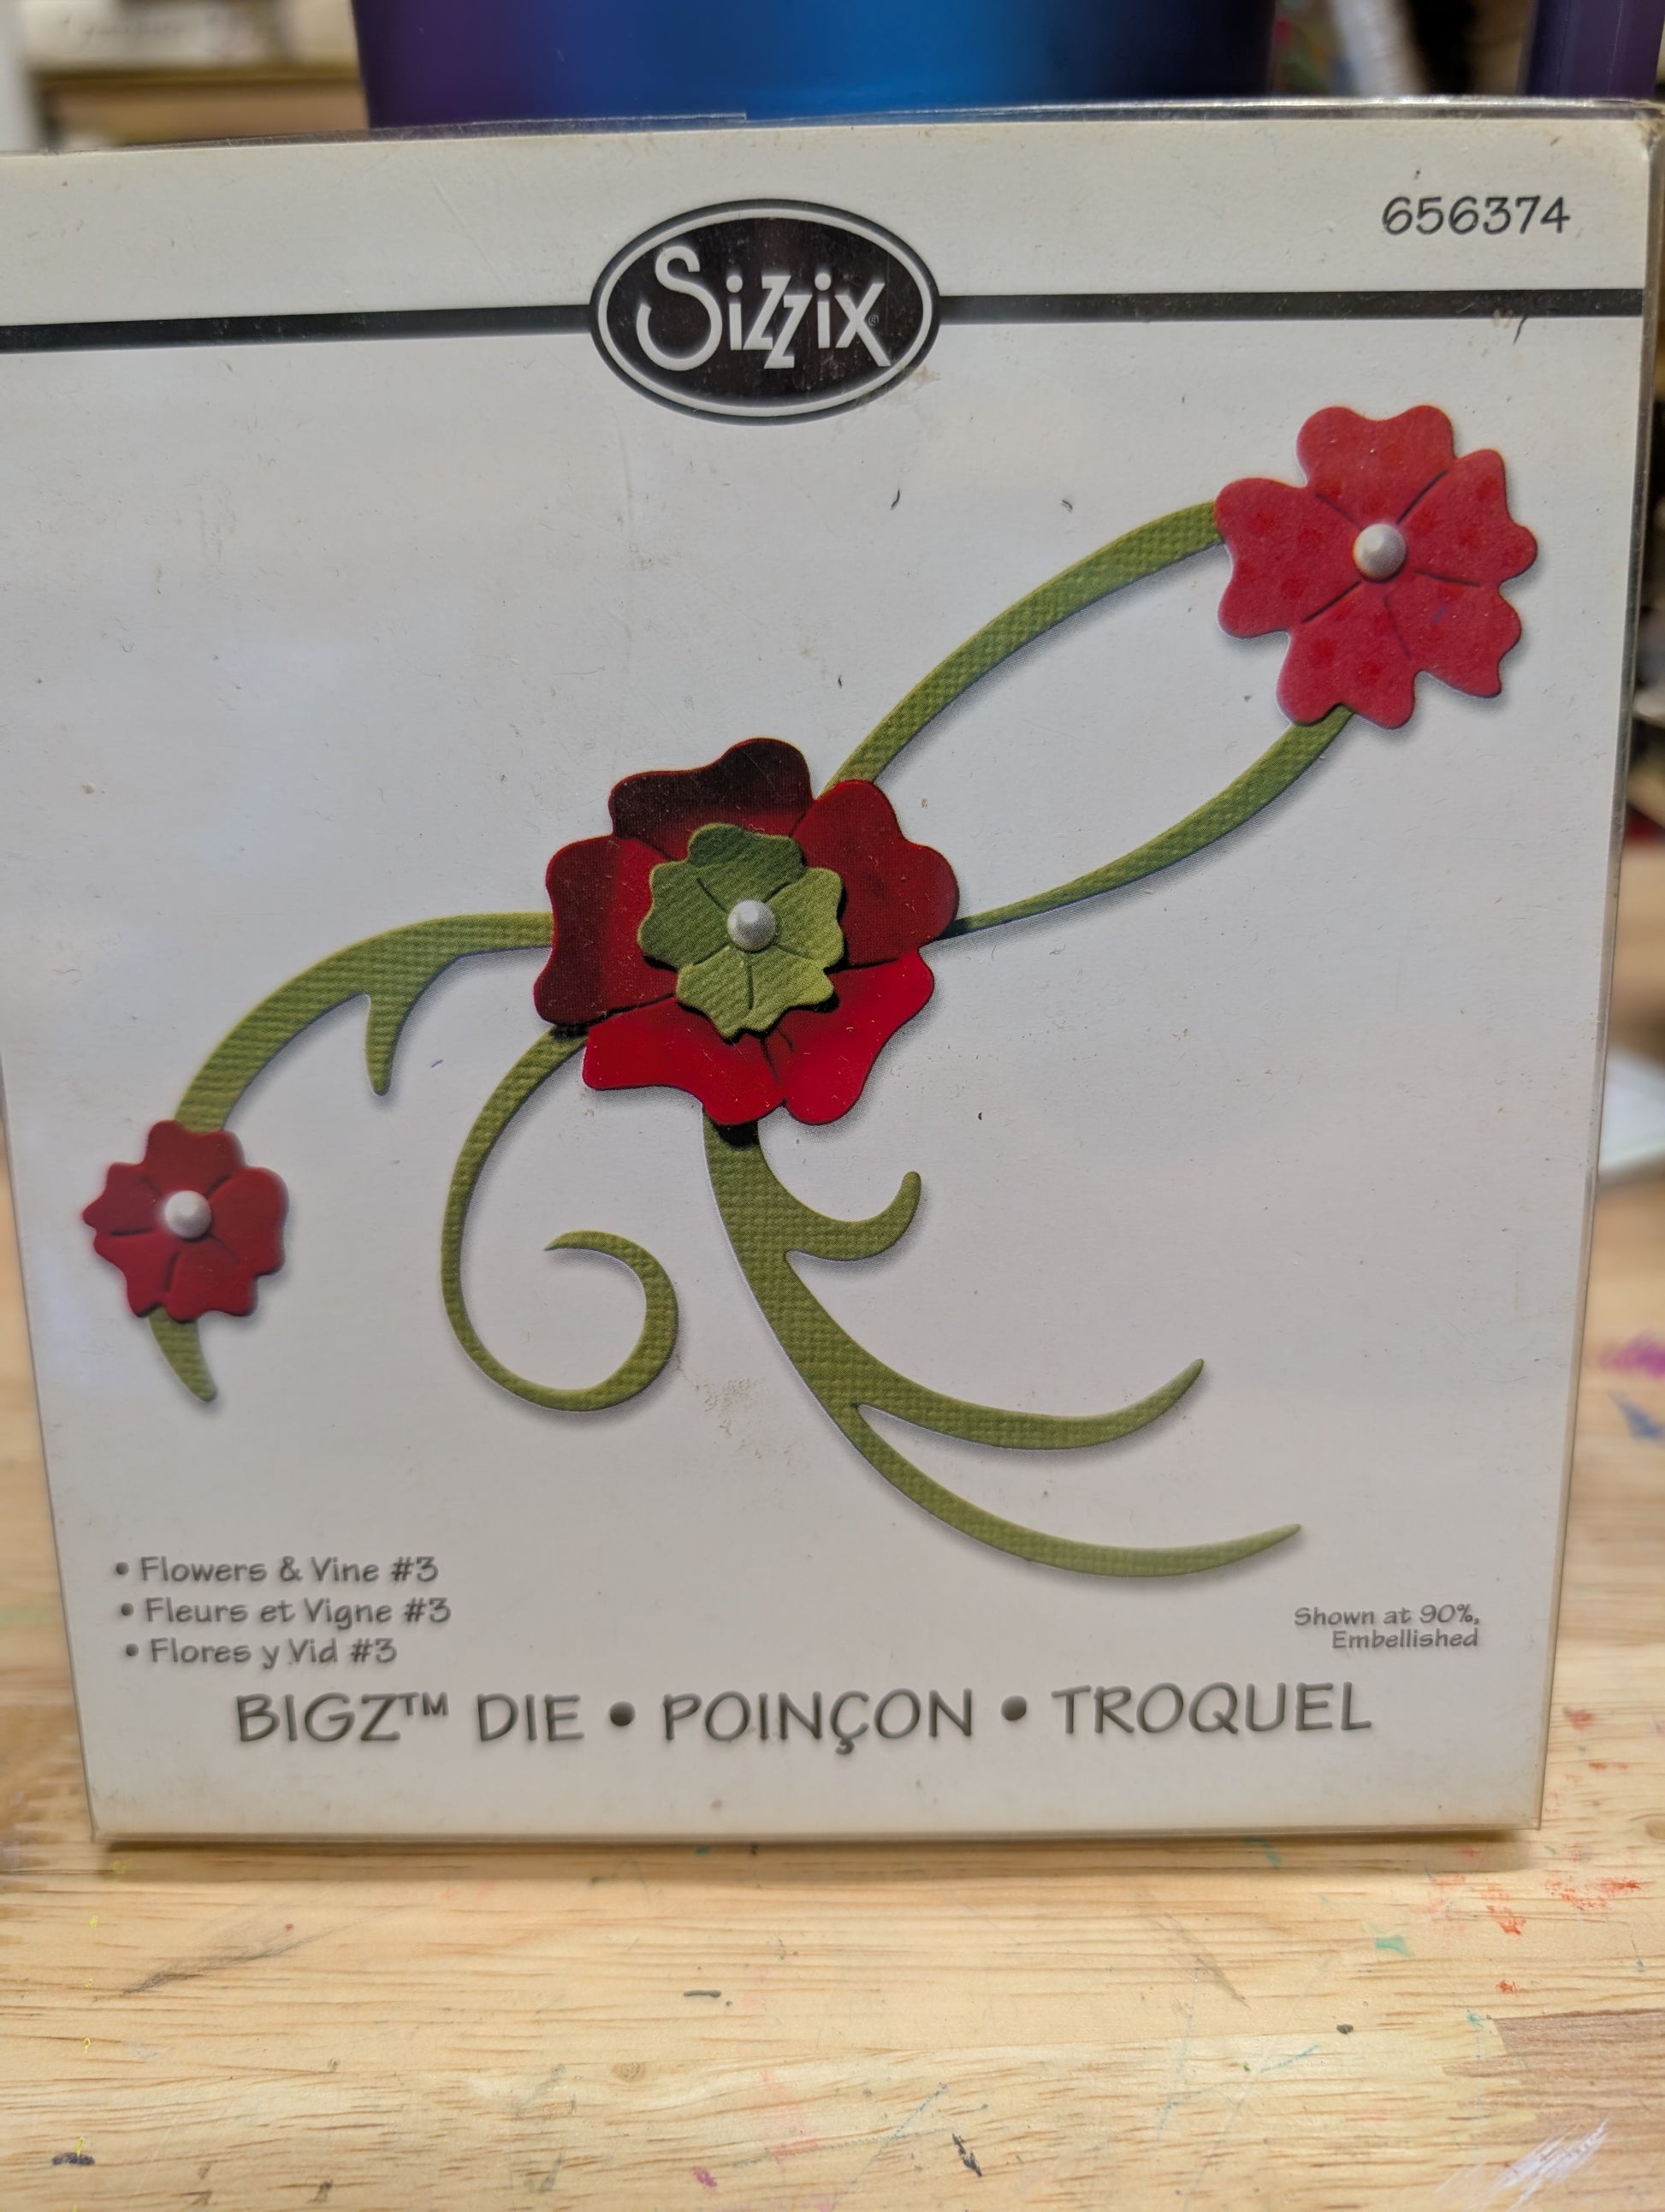 656374
Sizzix®
• Flowers & Vine #3
• Fleurs et Vigne #3
• Flores y Vid #3
Shown at 90%,
Embellished
BIGZ™ DIE • POINÇON • TROQUEL